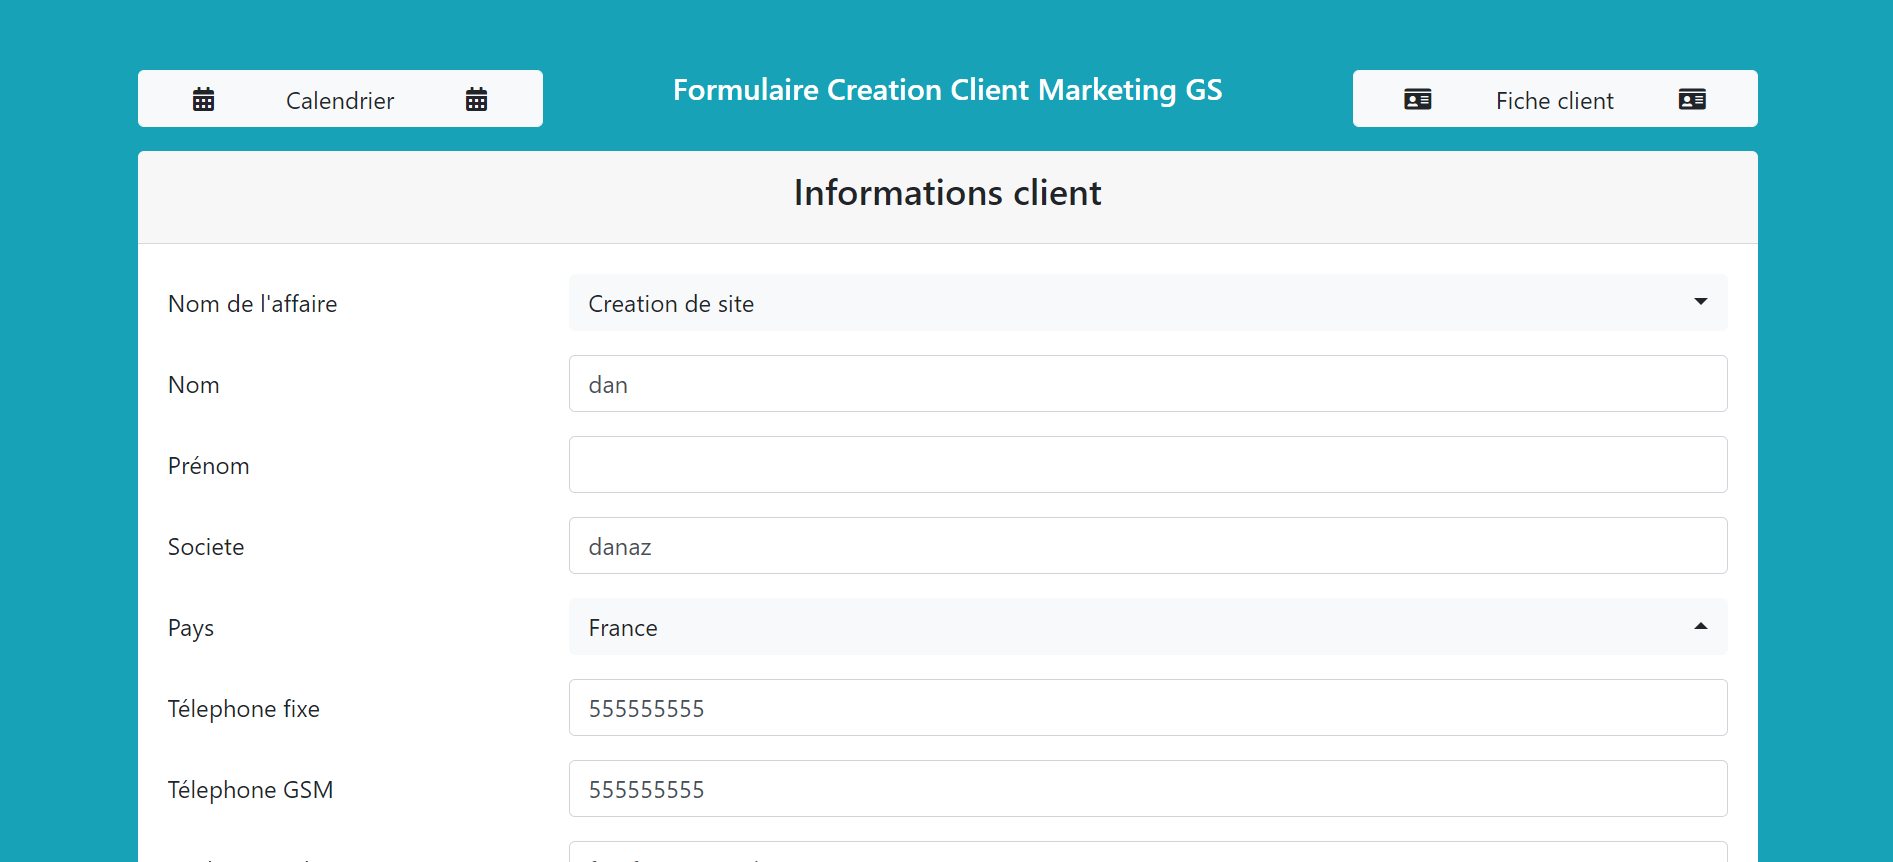 Calendrier
Formulaire Creation Client Marketing GS
Fiche client
Informations client
Nom de l'affaire
Creation de site
Nom
dan
Prénom
Societe
danaz
Pays
France
Télephone fixe
555555555
Télephone GSM
555555555